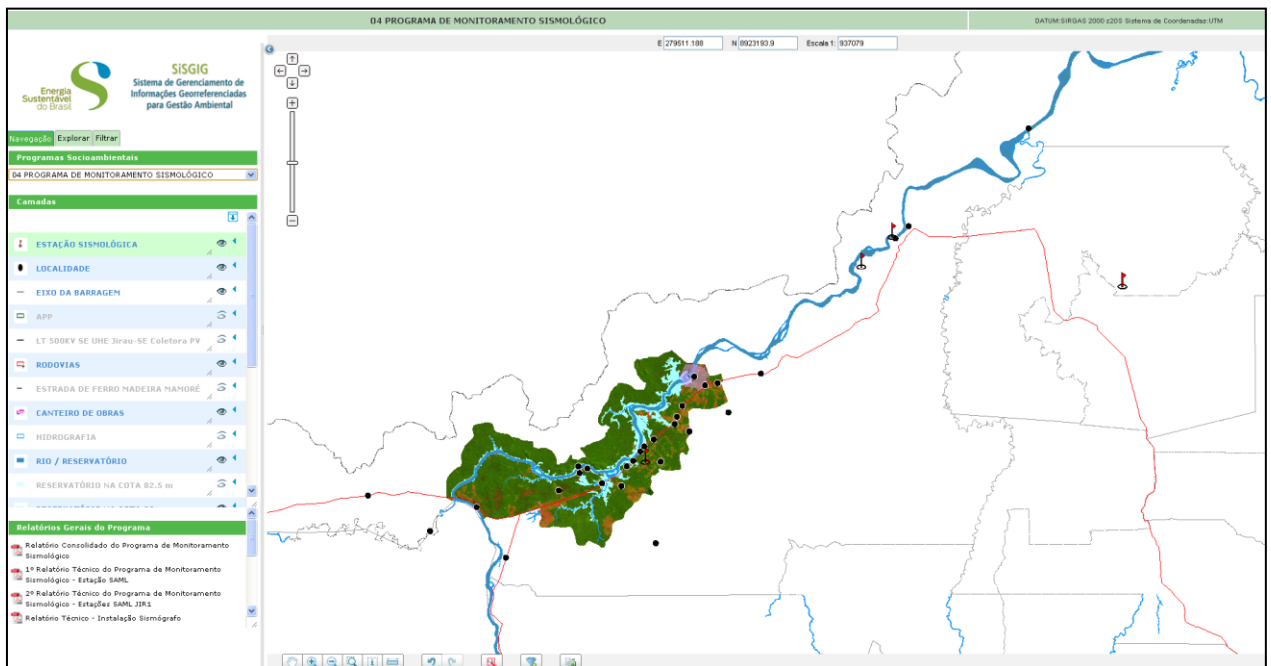 04 PROGRAMA DE MONITORAMENTO SISMOLÓGICO
DATUM:SIRGAS 2000 z20S Sistema de Coordenadas:UTM
E 279511.188 N 8923193.9 Escala 1: 937079
Energia
Sustentável
do Brasil
SiSGIG
Sistema de Gerenciamento de
Informações Georreferenciadas
para Gestão Ambiental
Navegação Explorar Filtrar
Programas Socioambientais
04 PROGRAMA DE MONITORAMENTO SISMOLÓGICO
Camadas
ESTAÇÃO SISMOLÓGICA
LOCALIDADE
EIXO DA BARRAGEM
APP
LT 500KV SE UHE Jirau-SE Coletora PV
RODOVIAS
ESTRADA DE FERRO MADEIRA MAMORÉ
CANTEIRO DE OBRAS
HIDROGRAFIA
RIO / RESERVATÓRIO
RESERVATÓRIO NA COTA 82.5 m
Relatórios Gerais do Programa
Relatório Consolidado do Programa de Monitoramento
Sismológico
1º Relatório Técnico do Programa de Monitoramento
Sismológico - Estação SAML
2º Relatório Técnico do Programa de Monitoramento
Sismológico - Estações SAML JIR1
Relatório Técnico - Instalação Sismógrafo